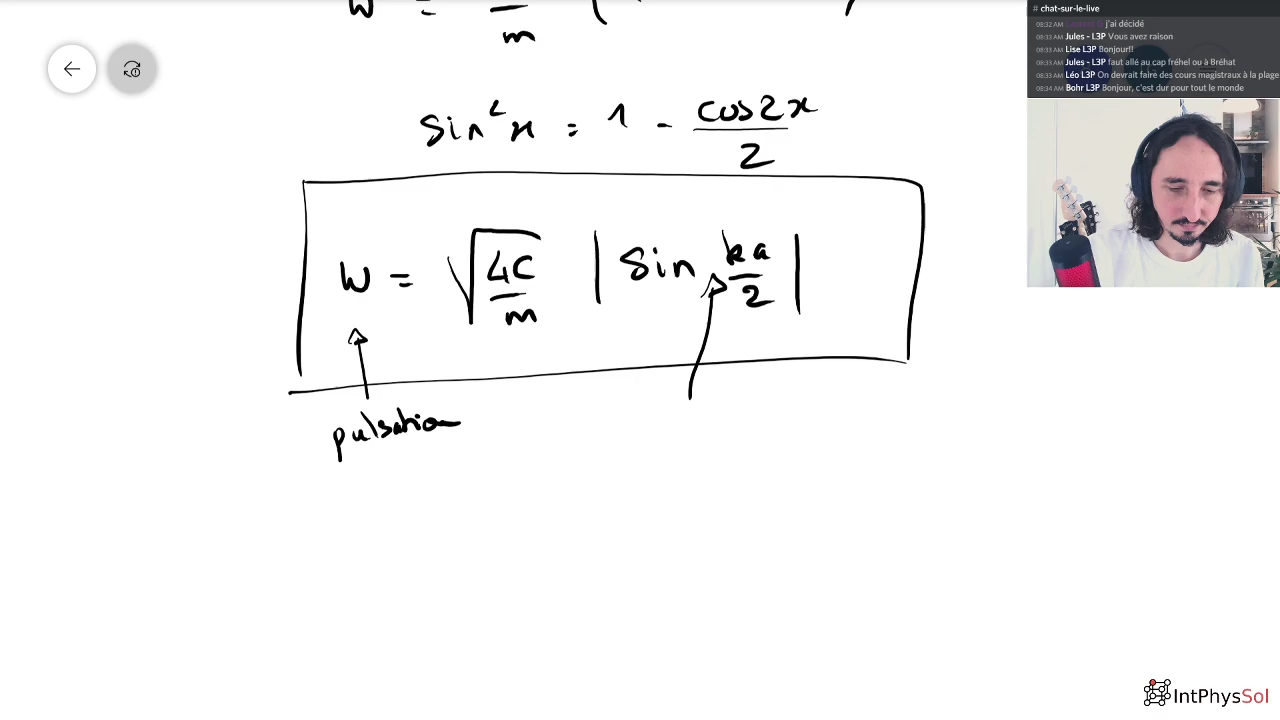 # chat-sur-le-live
08:32 AM Laurent B j'ai décidé
08:33 AM Jules - L3P Vous avez raison
08:33 AM Lise L3P Bonjour!!
08:33 AM Jules - L3P faut allé au cap fréhel ou à Bréhat
08:33 AM Léo L3P On devrait faire des cours magistraux à la plage
08:34 AM Bohr L3P Bonjour, c'est dur pour tout le monde
m
sin² x = 1 - cos2x / 2
w = √4C/m | sin ka/2 |
pulsation
IntPhysSol